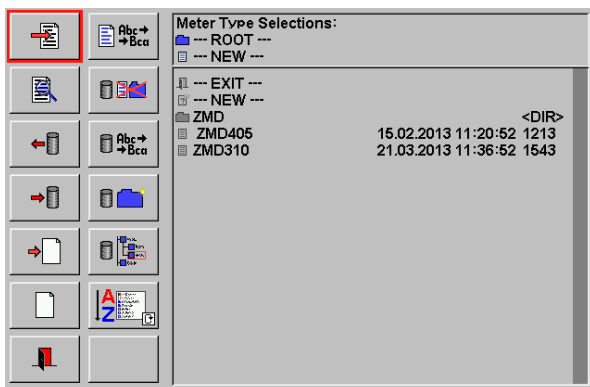 Abc
Bca
Meter Type Selections:
--- ROOT ---
--- NEW ---
--- EXIT ---
--- NEW ---
ZMD <DIR>
ZMD405 15.02.2013 11:20:52 1213
ZMD310 21.03.2013 11:36:52 1543
Abc
Bca
A
Z